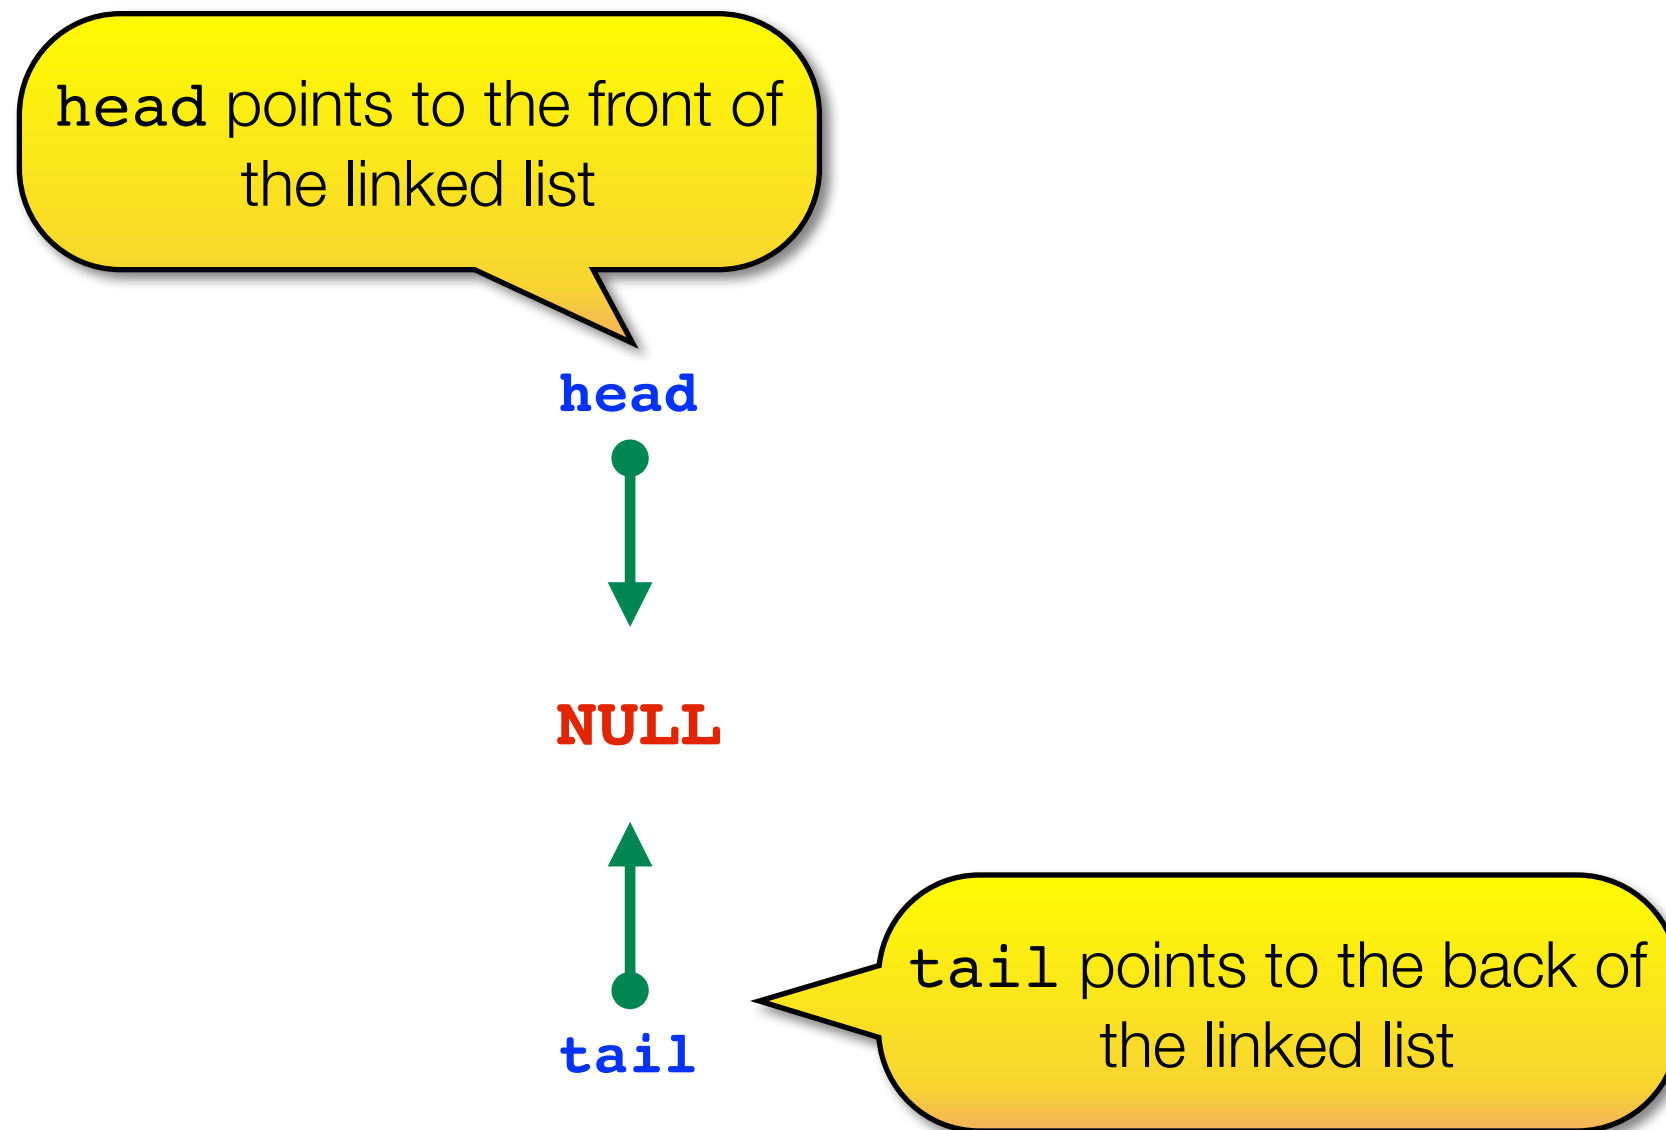 head points to the front of
the linked list
head
NULL
tail points to the back of
the linked list
tail